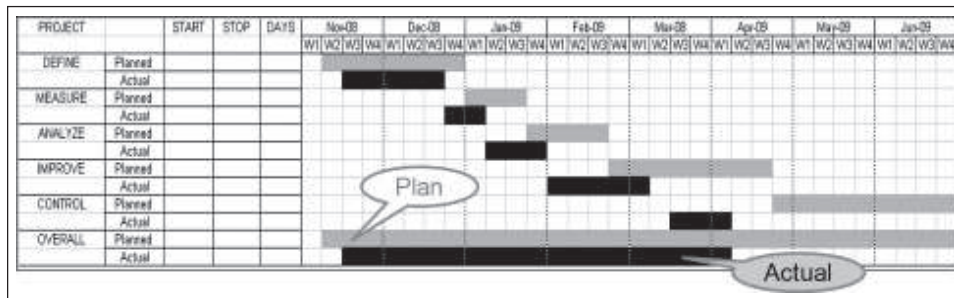 PROJECT START STOP DAYS Nov-08 Dec-08 Jan-09 Feb-09 Mar-09 Apr-09 May-09 Jun-09
W1 W2 W3 W4 W1 W2 W3 W4 W1 W2 W3 W4 W1 W2 W3 W4 W1 W2 W3 W4 W1 W2 W3 W4 W1 W2 W3 W4 W1 W2 W3 W4
DEFINE Planned
Actual
MEASURE Planned
Actual
ANALYZE Planned
Actual
IMPROVE Planned
Actual
Plan
CONTROL Planned
Actual
OVERALL Planned
Actual
Actual